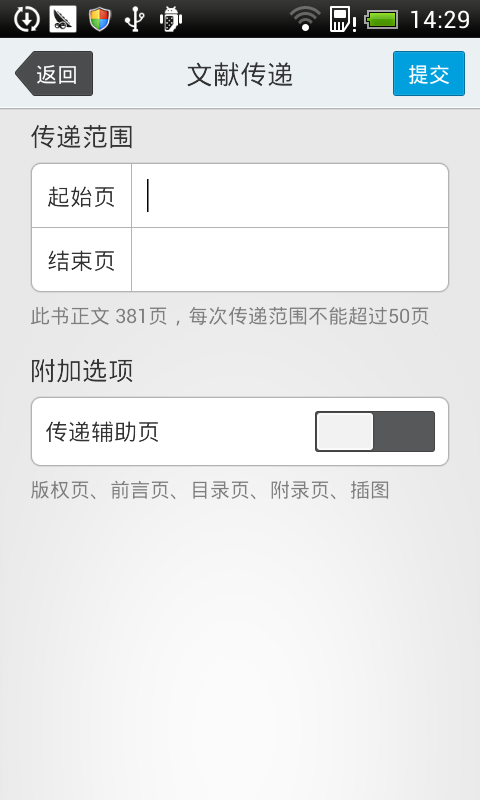 14:29
返回
文献传递
提交
传递范围
起始页
结束页
此书正文 381页，每次传递范围不能超过50页
附加选项
传递辅助页
版权页、前言页、目录页、附录页、插图